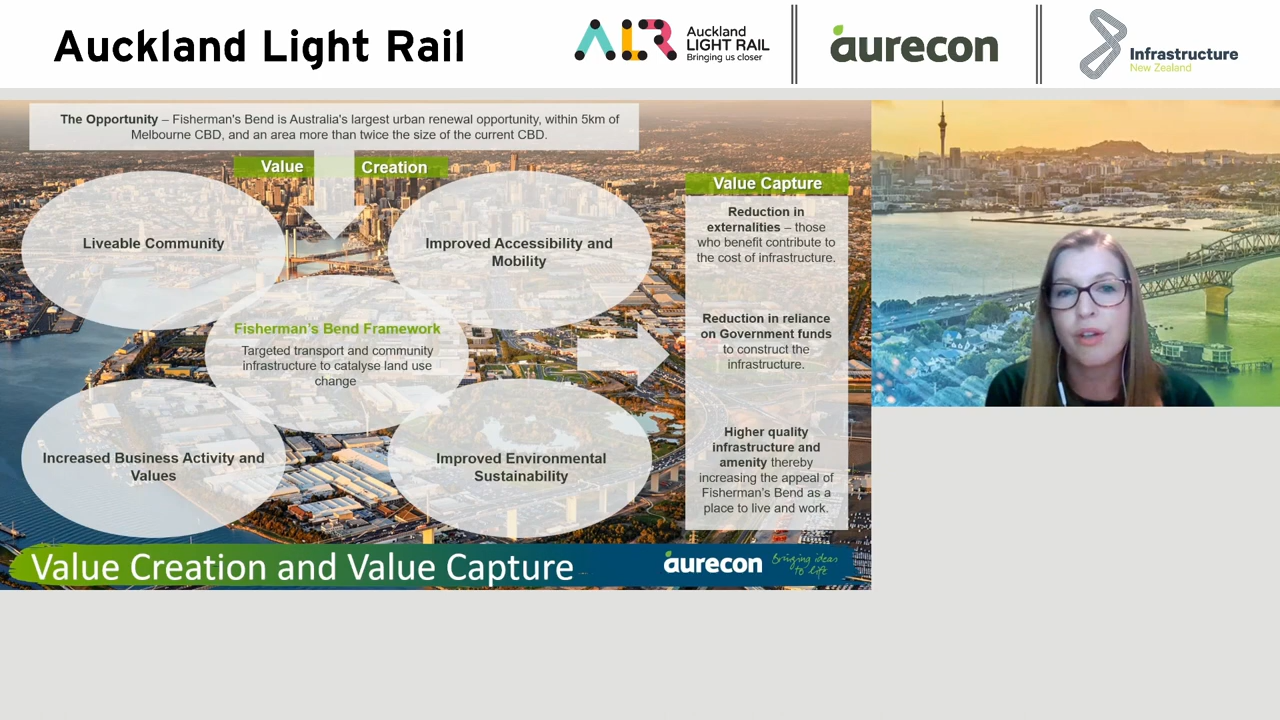 Auckland Light Rail
ALR
Auckland
LIGHT RAIL
Bringing us closer
aurecon
Infrastructure
New Zealand
The Opportunity – Fisherman's Bend is Australia's largest urban renewal opportunity, within 5km of
Melbourne CBD, and an area more than twice the size of the current CBD.
Value Creation
Liveable Community
Improved Accessibility and
Mobility
Fisherman's Bend Framework
Targeted transport and community
infrastructure to catalyse land use
change
Increased Business Activity and
Values
Improved Environmental
Sustainability
Value Capture
Reduction in
externalities – those
who benefit contribute to
the cost of infrastructure.
Reduction in reliance
on Government funds
to construct the
infrastructure.
Higher quality
infrastructure and
amenity thereby
increasing the appeal of
Fisherman's Bend as a
place to live and work.
Value Creation and Value Capture
aurecon
Bringing ideas
to life